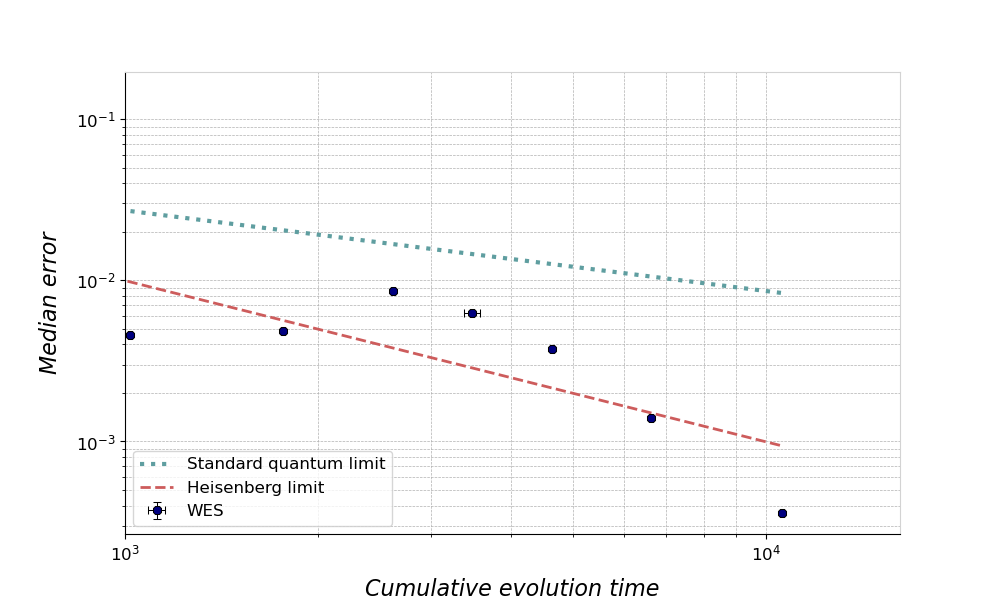 10⁻¹
10⁻²
10⁻³
Median error
Standard quantum limit
Heisenberg limit
WES
10³
10⁴
Cumulative evolution time